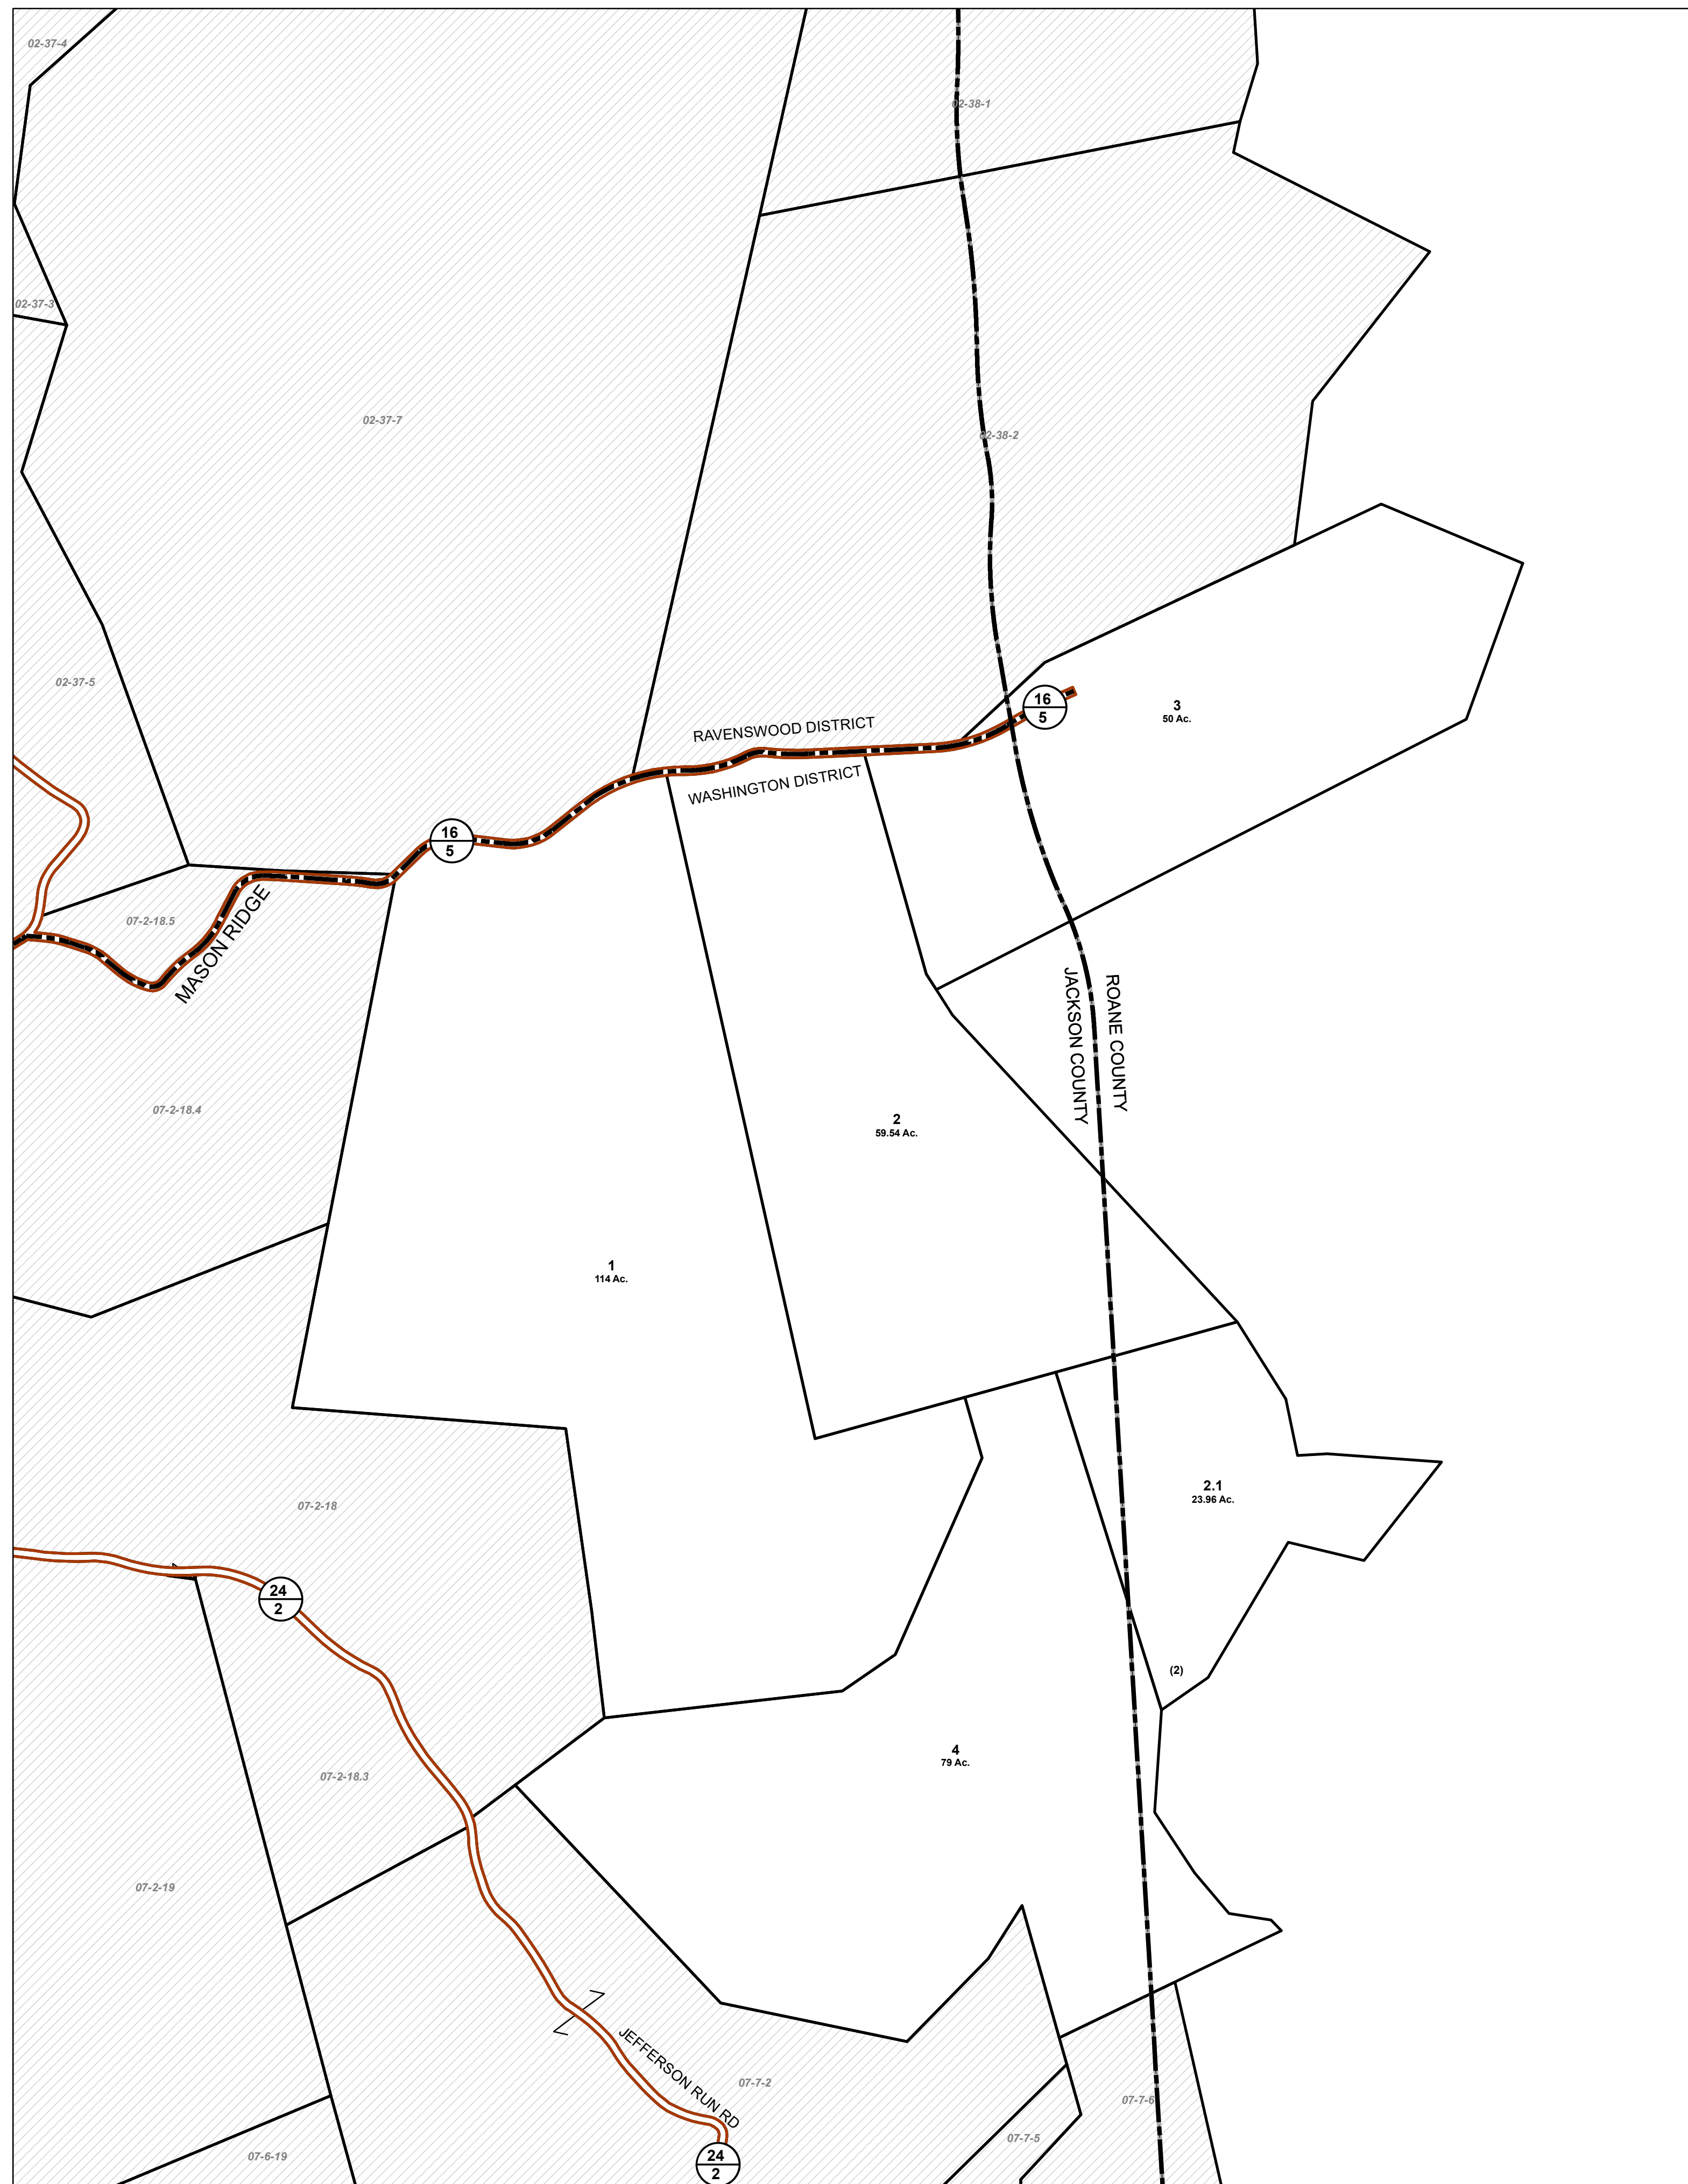 02-37-4
02-38-1
02-37-3
02-37-7
02-38-2
02-37-5
16
5
3
50 Ac.
RAVENSWOOD DISTRICT
WASHINGTON DISTRICT
16
5
07-2-18.5
MASON RIDGE
JACKSON COUNTY
ROANE COUNTY
07-2-18.4
2
59.54 Ac.
1
114 Ac.
2.1
23.96 Ac.
07-2-18
24
2
(2)
4
79 Ac.
07-2-18.3
07-2-19
JEFFERSON RUN RD
07-7-2
07-7-6
07-7-5
07-6-19
24
2